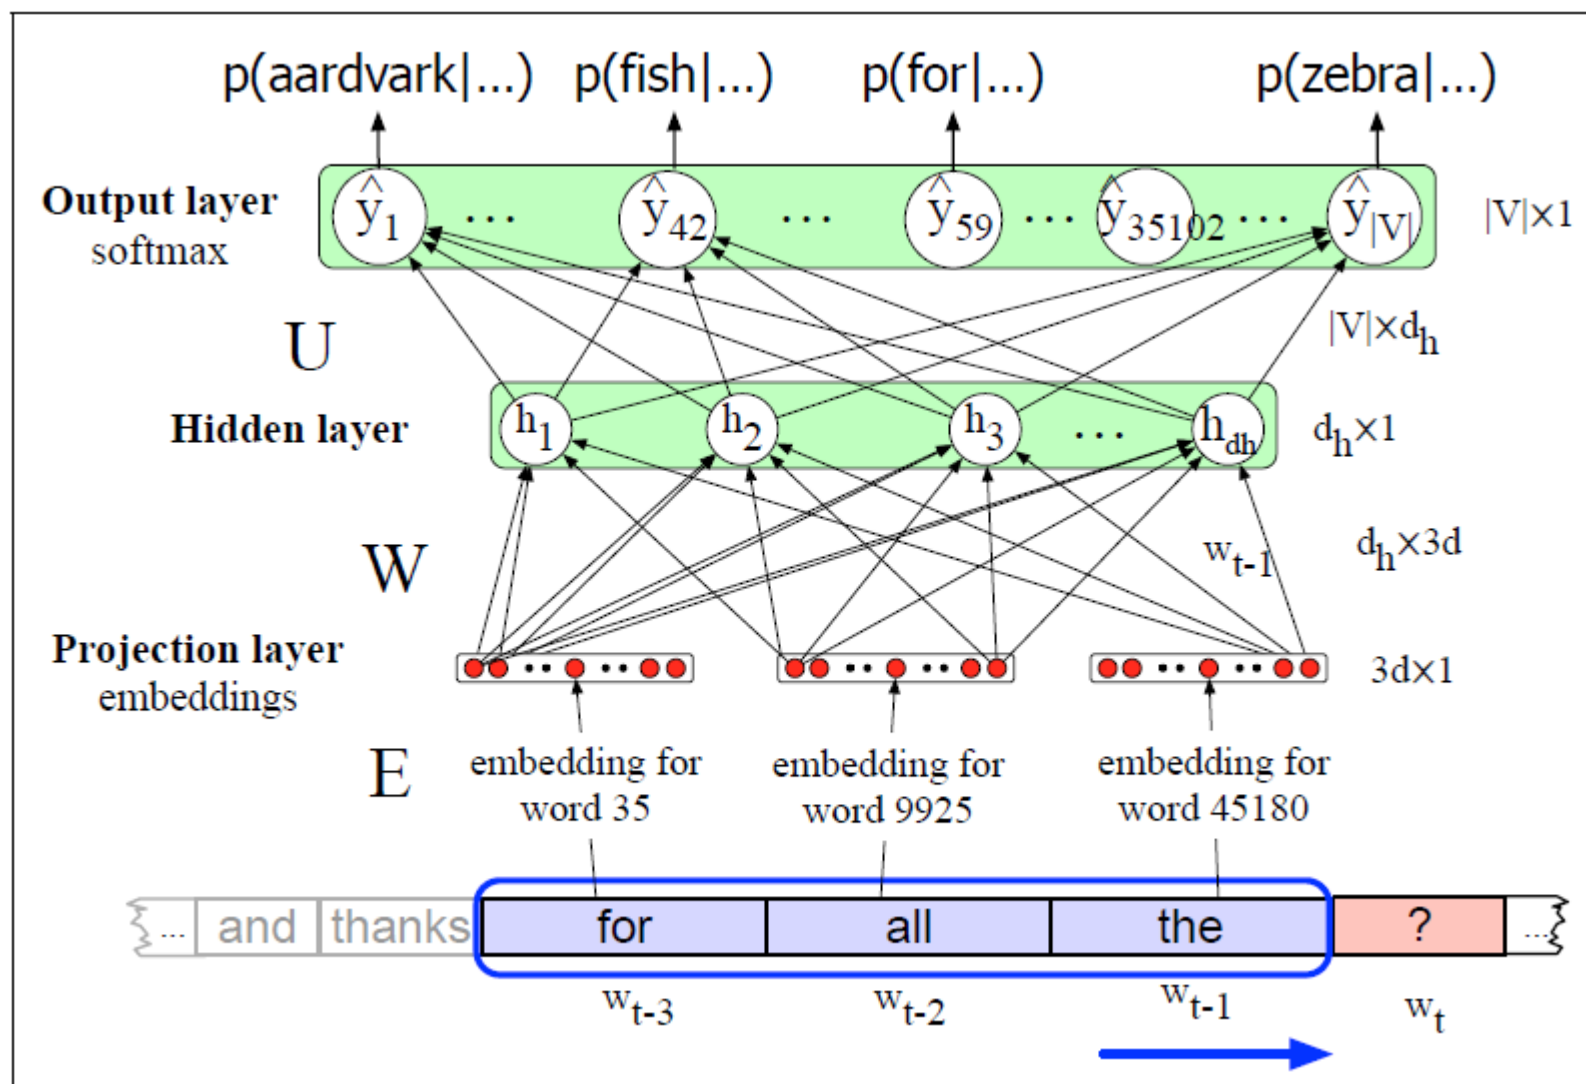 p(aardvark|...) p(fish|...) p(for|...) p(zebra|...)
Output layer
softmax
ŷ1 ... ŷ42 ... ŷ59 ... ŷ35102 ... ŷ|V|
|V|×1
U
|V|×dh
Hidden layer
h1 h2 h3 ... hdh
dh×1
W
wt-1
dh×3d
Projection layer
embeddings
3d×1
E
embedding for
word 35
embedding for
word 9925
embedding for
word 45180
... and thanks for all the ? ...
wt-3 wt-2 wt-1 wt